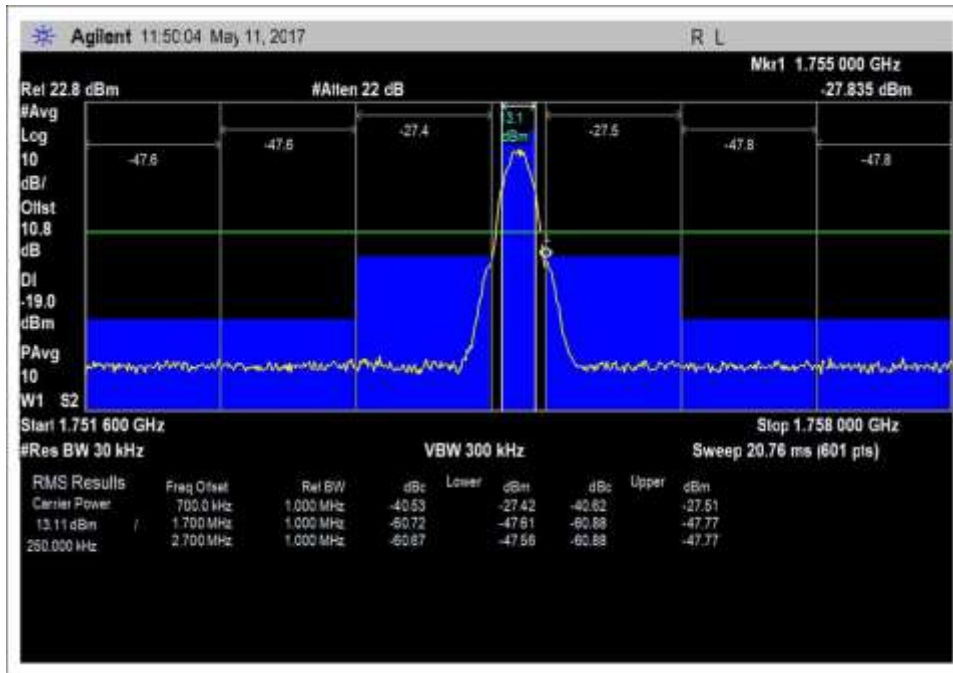 Agilent 11:50:04 May 11, 2017 R L
Mkr1 1.755 000 GHz
Ref 22.8 dBm #Atten 22 dB -27.835 dBm
#Avg
Log
10
dB/
Offst
10.8
dB
DI
-19.0
dBm
PAvg
10
W1 S2
-47.6 -47.6 -27.4 3.1 dBm -27.5 -47.8 -47.8
1
Start 1.751 600 GHz Stop 1.758 000 GHz
#Res BW 30 kHz VBW 300 kHz Sweep 20.76 ms (601 pts)
RMS Results Freq Offset Ref BW dBc Lower dBm dBc Upper dBm
Carrier Power 700.0 kHz 1.000 MHz -40.53 -27.42 -40.62 -27.51
13.11 dBm / 1.700 MHz 1.000 MHz -60.72 -47.61 -60.88 -47.77
260.000 kHz 2.700 MHz 1.000 MHz -60.67 -47.56 -60.88 -47.77